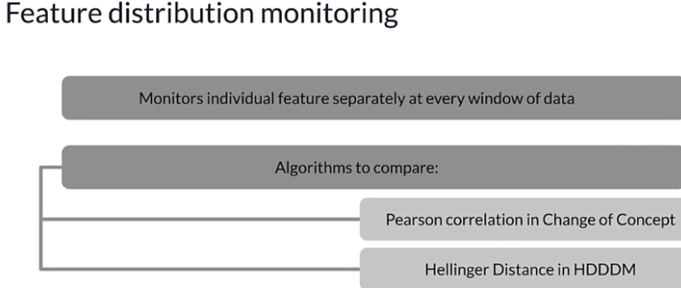 Feature distribution monitoring
Monitors individual feature separately at every window of data
Algorithms to compare:
Pearson correlation in Change of Concept
Hellinger Distance in HDDDM